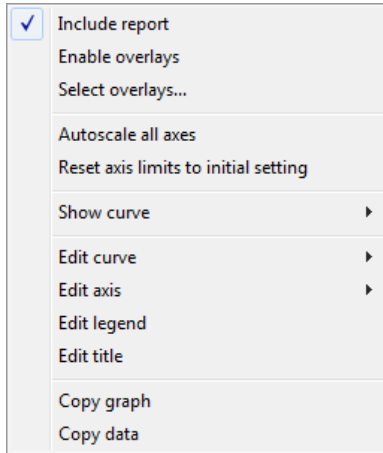 Include report
Enable overlays
Select overlays...
Autoscale all axes
Reset axis limits to initial setting
Show curve
Edit curve
Edit axis
Edit legend
Edit title
Copy graph
Copy data